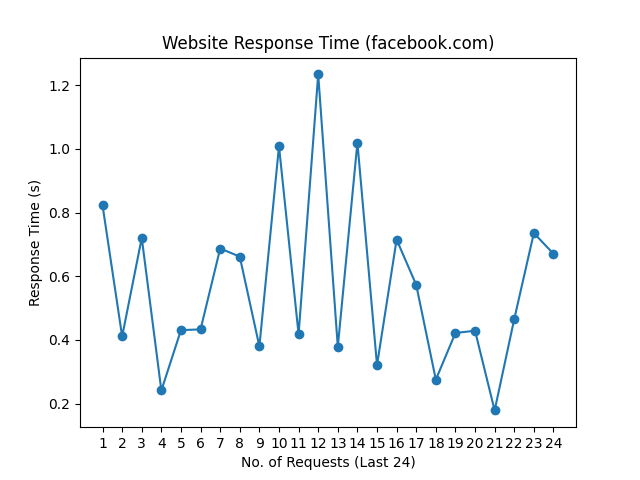 Website Response Time (facebook.com)
Response Time (s)
1.2
1.0
0.8
0.6
0.4
0.2
1 2 3 4 5 6 7 8 9 10 11 12 13 14 15 16 17 18 19 20 21 22 23 24
No. of Requests (Last 24)